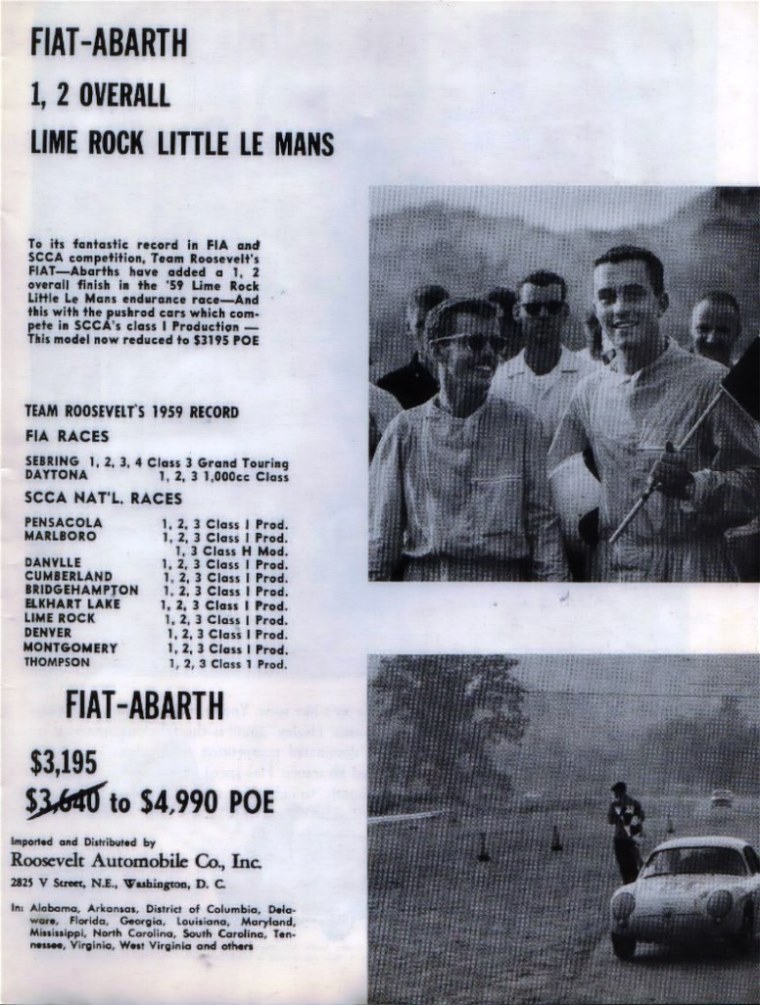 FIAT-ABARTH
1, 2 OVERALL
LIME ROCK LITTLE LE MANS
To its fantastic record in FIA and
SCCA competition, Team Roosevelt's
FIAT—Abarths have added a 1, 2
overall finish in the '59 Lime Rock
Little Le Mans endurance race—And
this with the pushrod cars which com-
pete in SCCA's class I Production —
This model now reduced to $3195 POE
TEAM ROOSEVELT'S 1959 RECORD
FIA RACES
SEBRING 1, 2, 3, 4 Class 3 Grand Touring
DAYTONA 1, 2, 3 1,000cc Class
SCCA NAT'L. RACES
PENSACOLA 1, 2, 3 Class I Prod.
MARLBORO 1, 2, 3 Class I Prod.
1, 3 Class H Mod.
DANVLLE 1, 2, 3 Class I Prod.
CUMBERLAND 1, 2, 3 Class I Prod.
BRIDGEHAMPTON 1, 2, 3 Class I Prod.
ELKHART LAKE 1, 2, 3 Class I Prod.
LIME ROCK 1, 2, 3 Class I Prod.
DENVER 1, 2, 3 Class I Prod.
MONTGOMERY 1, 2, 3 Class I Prod.
THOMPSON 1, 2, 3 Class 1 Prod.
FIAT-ABARTH
$3,195
$3,640 to $4,990 POE
Imported and Distributed by
Roosevelt Automobile Co., Inc.
2825 V Street, N.E., Washington, D. C.
In: Alabama, Arkansas, District of Columbia, Dela-
ware, Florida, Georgia, Louisiana, Maryland,
Mississippi, North Carolina, South Carolina, Ten-
nessee, Virginia, West Virginia and others